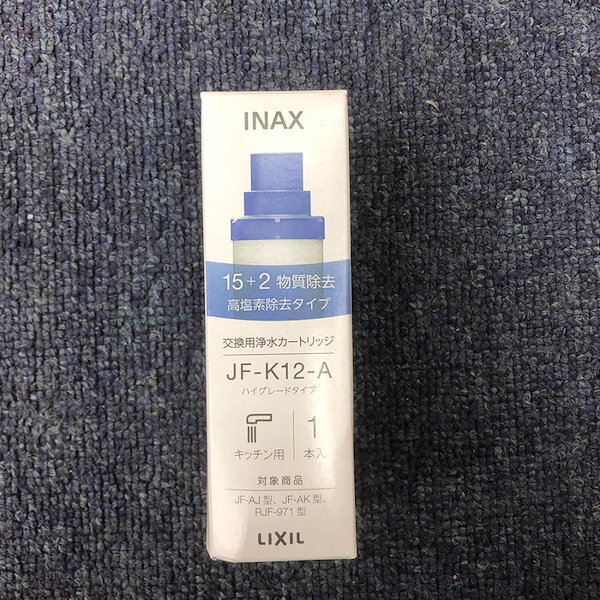 INAX
15+2 物質除去
高塩素除去タイプ
交換用浄水カートリッジ
JF-K12-A
ハイグレードタイプ
キッチン用
1
本入
対象商品
JF-AJ型、JF-AK型、
RJF-971型
LIXIL